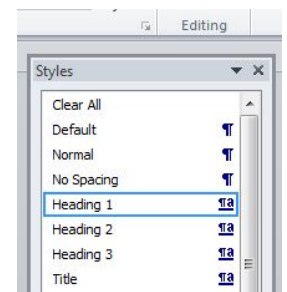 Editing
Styles
Clear All
Default ¶
Normal ¶
No Spacing ¶
Heading 1 ¶a
Heading 2 ¶a
Heading 3 ¶a
Title ¶a